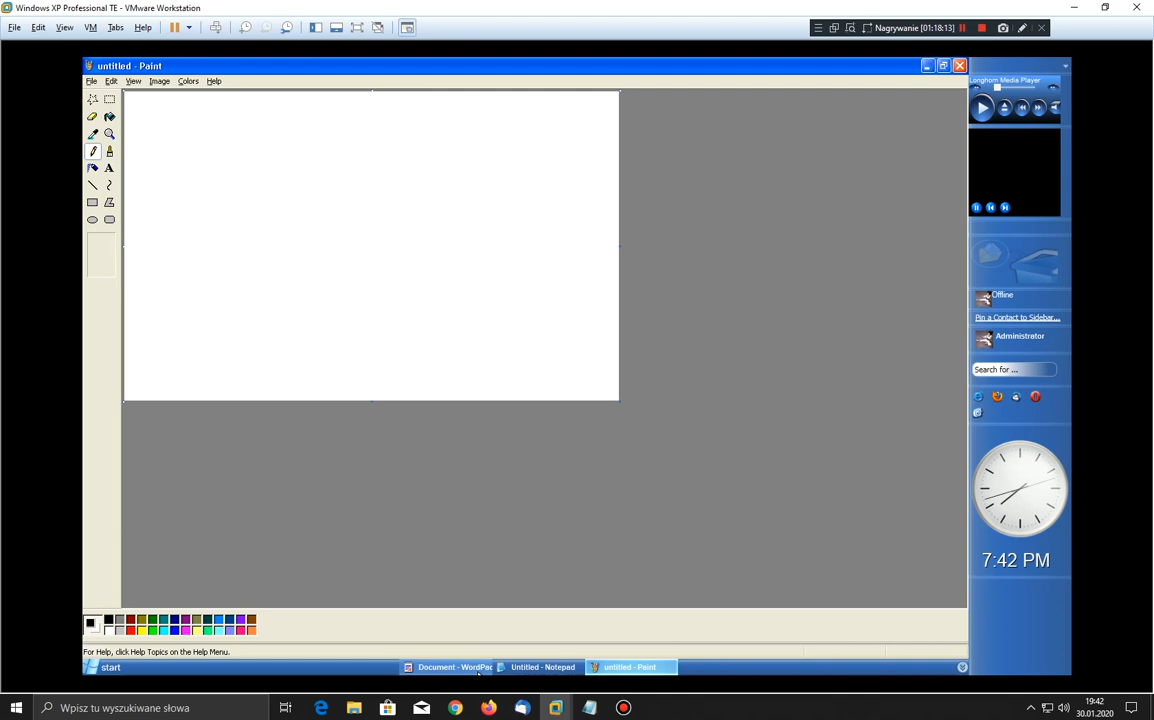 Windows XP Professional TE - VMware Workstation
File Edit View VM Tabs Help
Nagrywanie [01:18:13]
untitled - Paint
File Edit View Image Colors Help
Longhorn Media Player
Offline
Pin a Contact to Sidebar...
Administrator
Search for ...
7:42 PM
For Help, click Help Topics on the Help Menu.
start Document - WordPad Untitled - Notepad untitled - Paint
Wpisz tu wyszukiwane słowa
19:42
30.01.2020